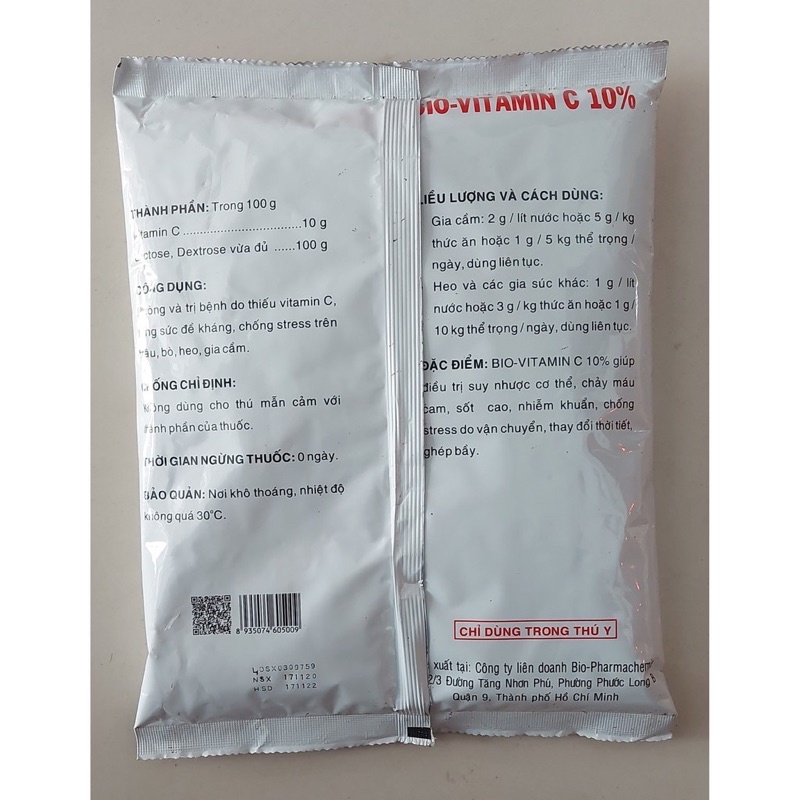 BIO-VITAMIN C 10%
THÀNH PHẦN: Trong 100 g
Vitamin C ..................................10 g
Lactose, Dextrose vừa đủ ......100 g
CÔNG DỤNG:
Phòng và trị bệnh do thiếu vitamin C,
tăng sức đề kháng, chống stress trên
trâu, bò, heo, gia cầm.
CHỐNG CHỈ ĐỊNH:
Không dùng cho thú mẫn cảm với
thành phần của thuốc.
THỜI GIAN NGỪNG THUỐC: 0 ngày.
BẢO QUẢN: Nơi khô thoáng, nhiệt độ
không quá 30°C.
8 935074 605009
NSX 171120
HSD 171122
LIỀU LƯỢNG VÀ CÁCH DÙNG:
Gia cầm: 2 g / lít nước hoặc 5 g / kg
thức ăn hoặc 1 g / 5 kg thể trọng /
ngày, dùng liên tục.
Heo và các gia súc khác: 1 g / lít
nước hoặc 3 g / kg thức ăn hoặc 1 g /
10 kg thể trọng / ngày, dùng liên tục.
ĐẶC ĐIỂM: BIO-VITAMIN C 10% giúp
điều trị suy nhược cơ thể, chảy máu
cam, sốt cao, nhiễm khuẩn, chống
stress do vận chuyển, thay đổi thời tiết,
ghép bầy.
CHỈ DÙNG TRONG THÚ Y
xuất tại: Công ty liên doanh Bio-Pharmachemie
2/3 Đường Tăng Nhơn Phú, Phường Phước Long B
Quận 9, Thành phố Hồ Chí Minh